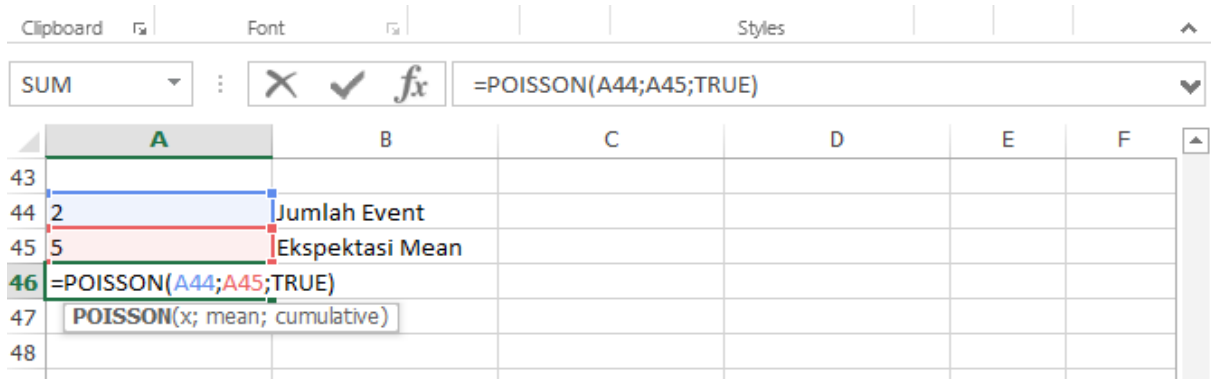 Clipboard Font Styles
SUM fx =POISSON(A44;A45;TRUE)
A B C D E F
43
44 2 Jumlah Event
45 5 Ekspektasi Mean
46 =POISSON(A44;A45;TRUE)
47 POISSON(x; mean; cumulative)
48